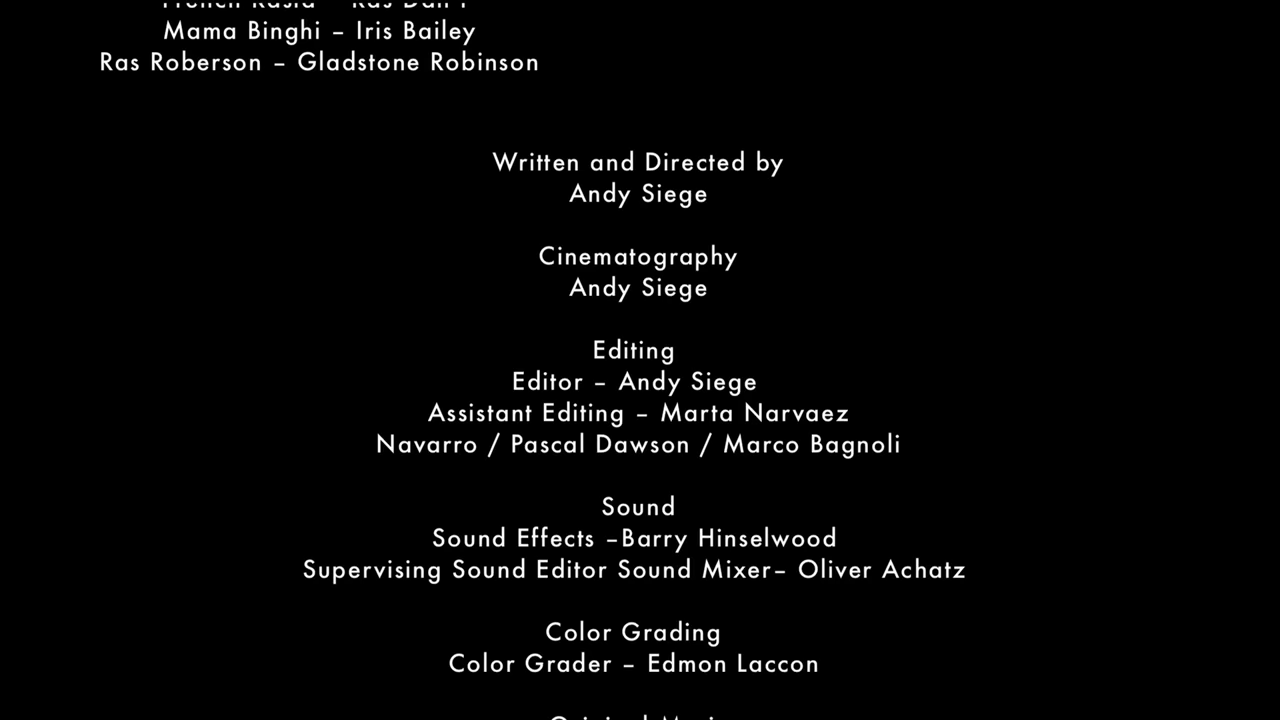 Mama Binghi – Iris Bailey
Ras Roberson – Gladstone Robinson
Written and Directed by
Andy Siege
Cinematography
Andy Siege
Editing
Editor – Andy Siege
Assistant Editing – Marta Narvaez
Navarro / Pascal Dawson / Marco Bagnoli
Sound
Sound Effects –Barry Hinselwood
Supervising Sound Editor Sound Mixer– Oliver Achatz
Color Grading
Color Grader – Edmon Laccon